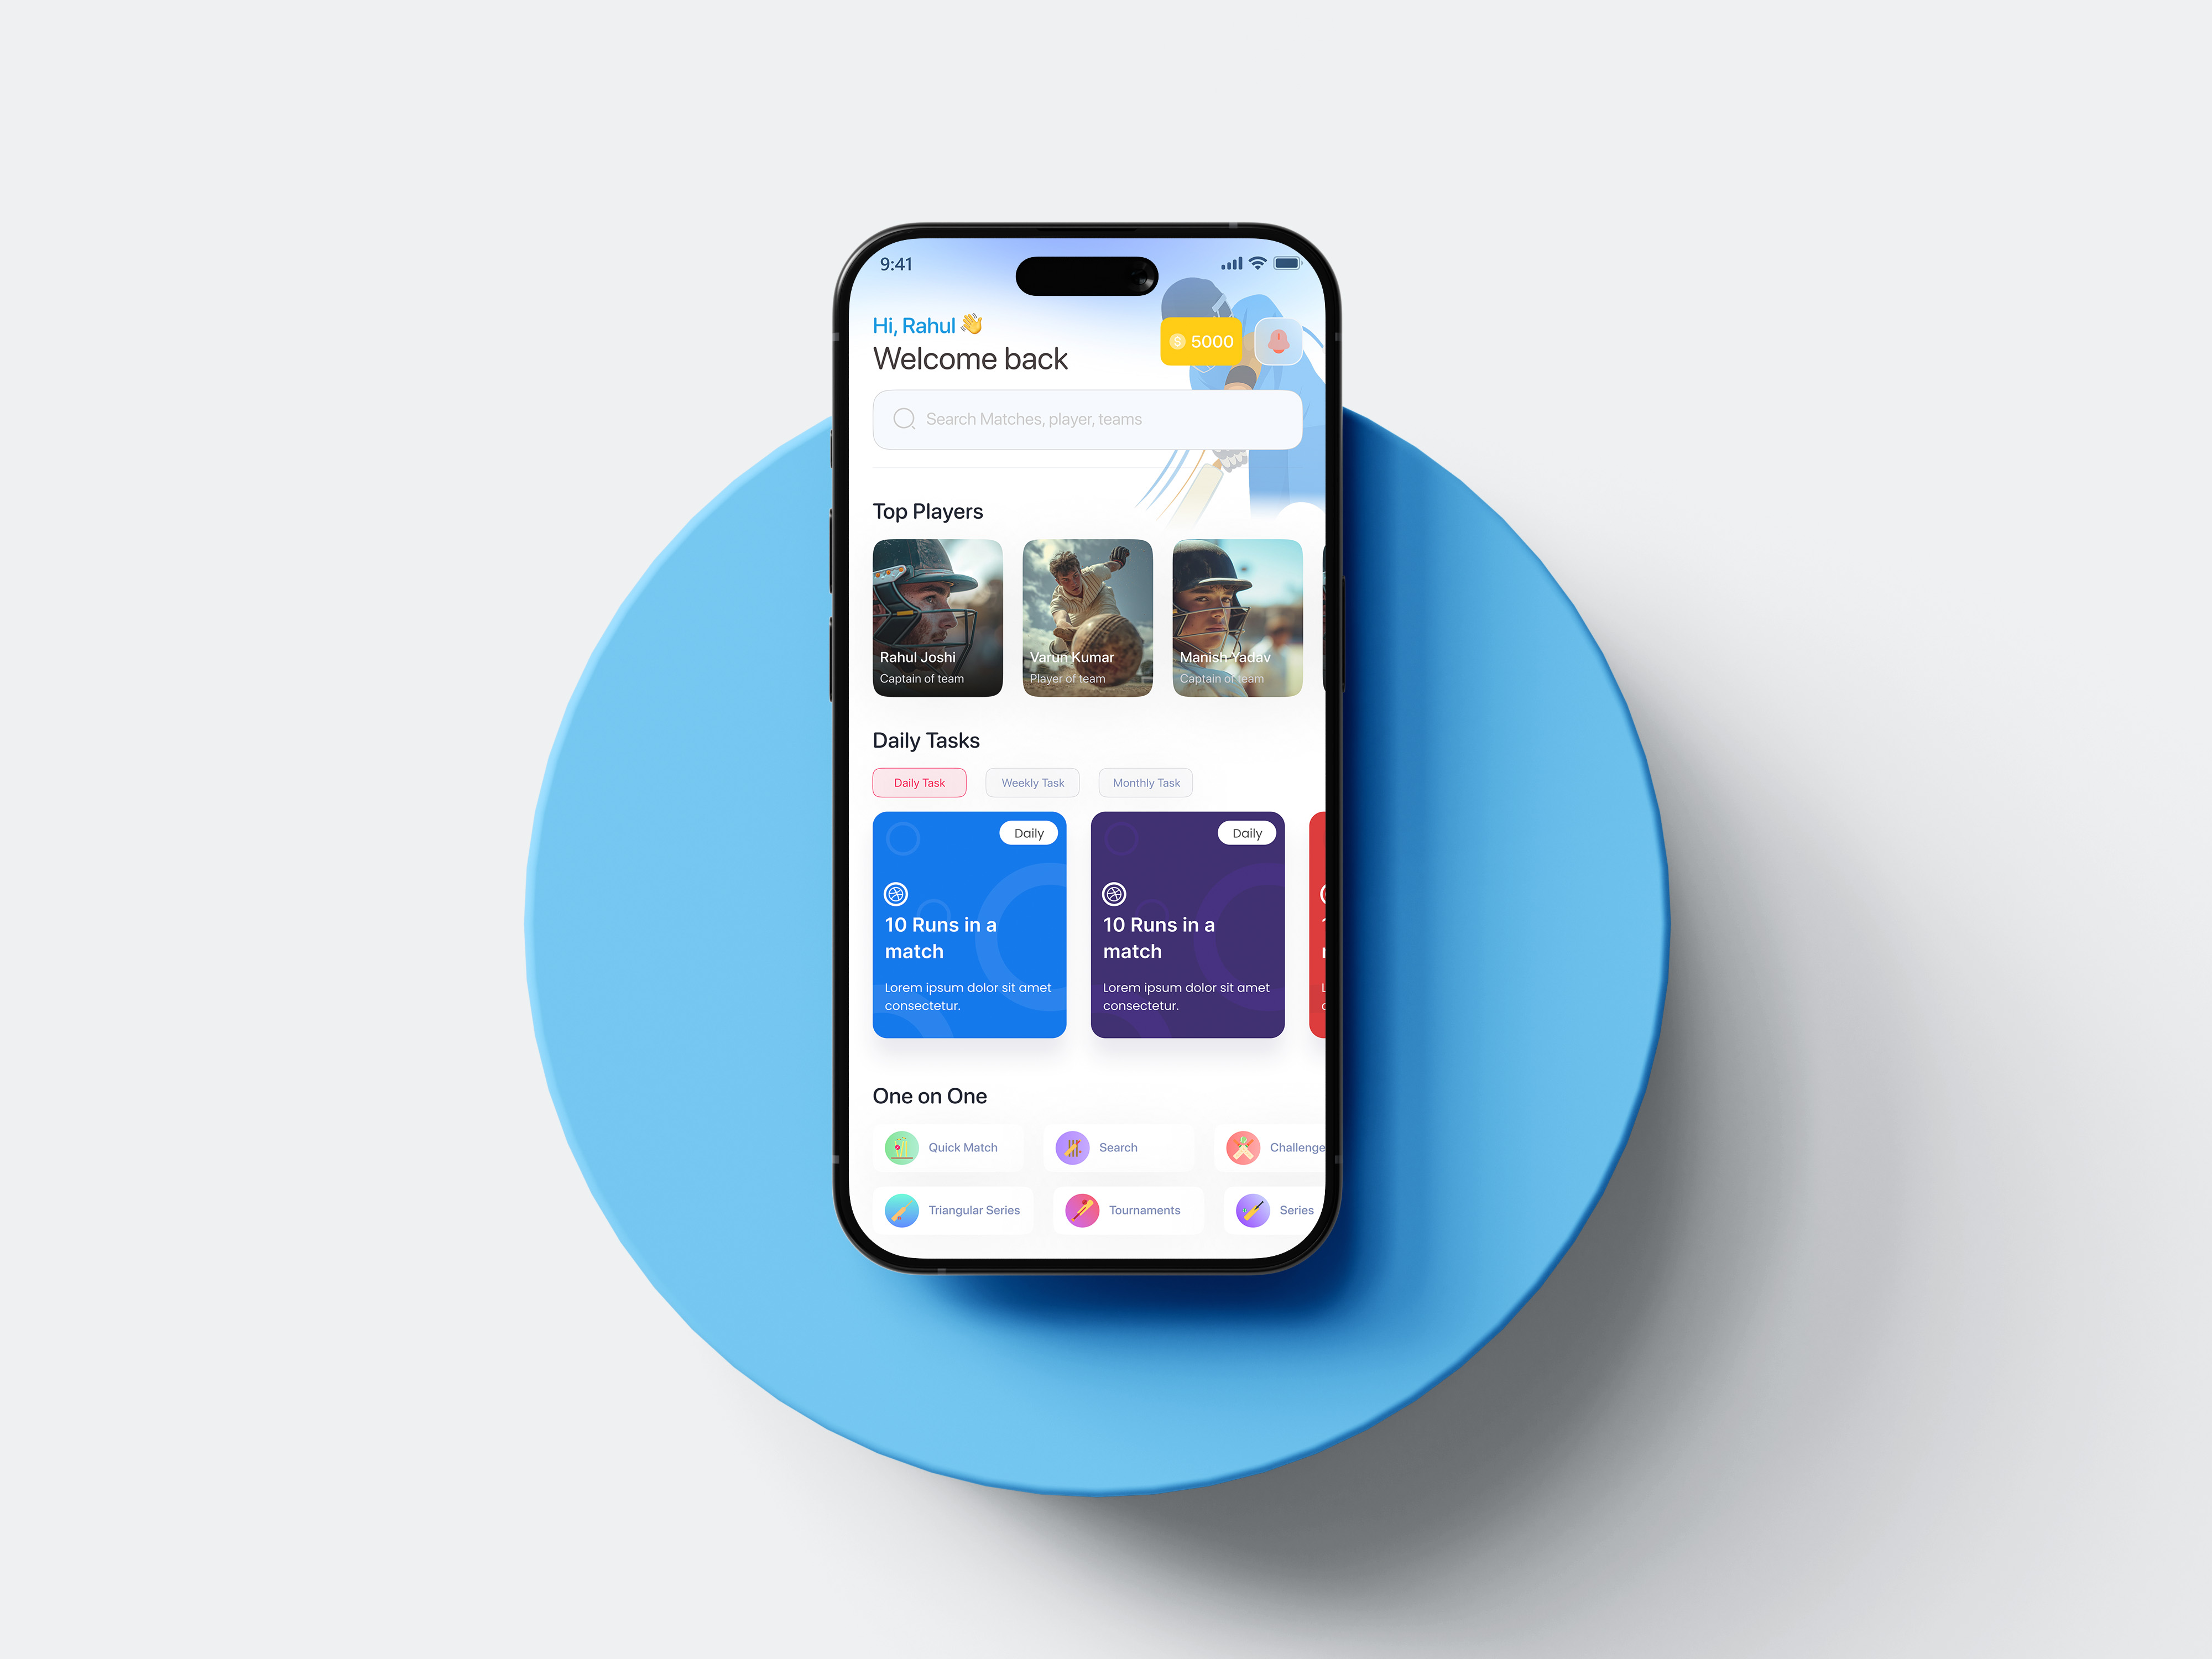 9:41
Hi, Rahul 👋
Welcome back
$ 5000
Search Matches, player, teams
Top Players
Rahul Joshi
Captain of team
Varun Kumar
Player of team
Manish Yadav
Captain of team
Daily Tasks
Daily Task
Weekly Task
Monthly Task
Daily
10 Runs in a
match
Lorem ipsum dolor sit amet
consectetur.
Daily
10 Runs in a
match
Lorem ipsum dolor sit amet
consectetur.
One on One
Quick Match
Search
Challenge
Triangular Series
Tournaments
Series